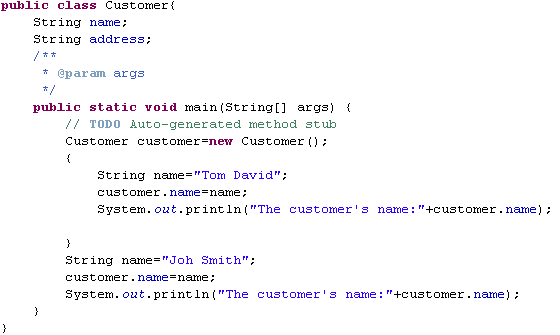 public class Customer{
    String name;
    String address;
    /**
     * @param args
     */
    public static void main(String[] args) {
        // TODO Auto-generated method stub
        Customer customer=new Customer();
        {
            String name="Tom David";
            customer.name=name;
            System.out.println("The customer's name:"+customer.name);

        }
        String name="Joh Smith";
        customer.name=name;
        System.out.println("The customer's name:"+customer.name);
    }
}